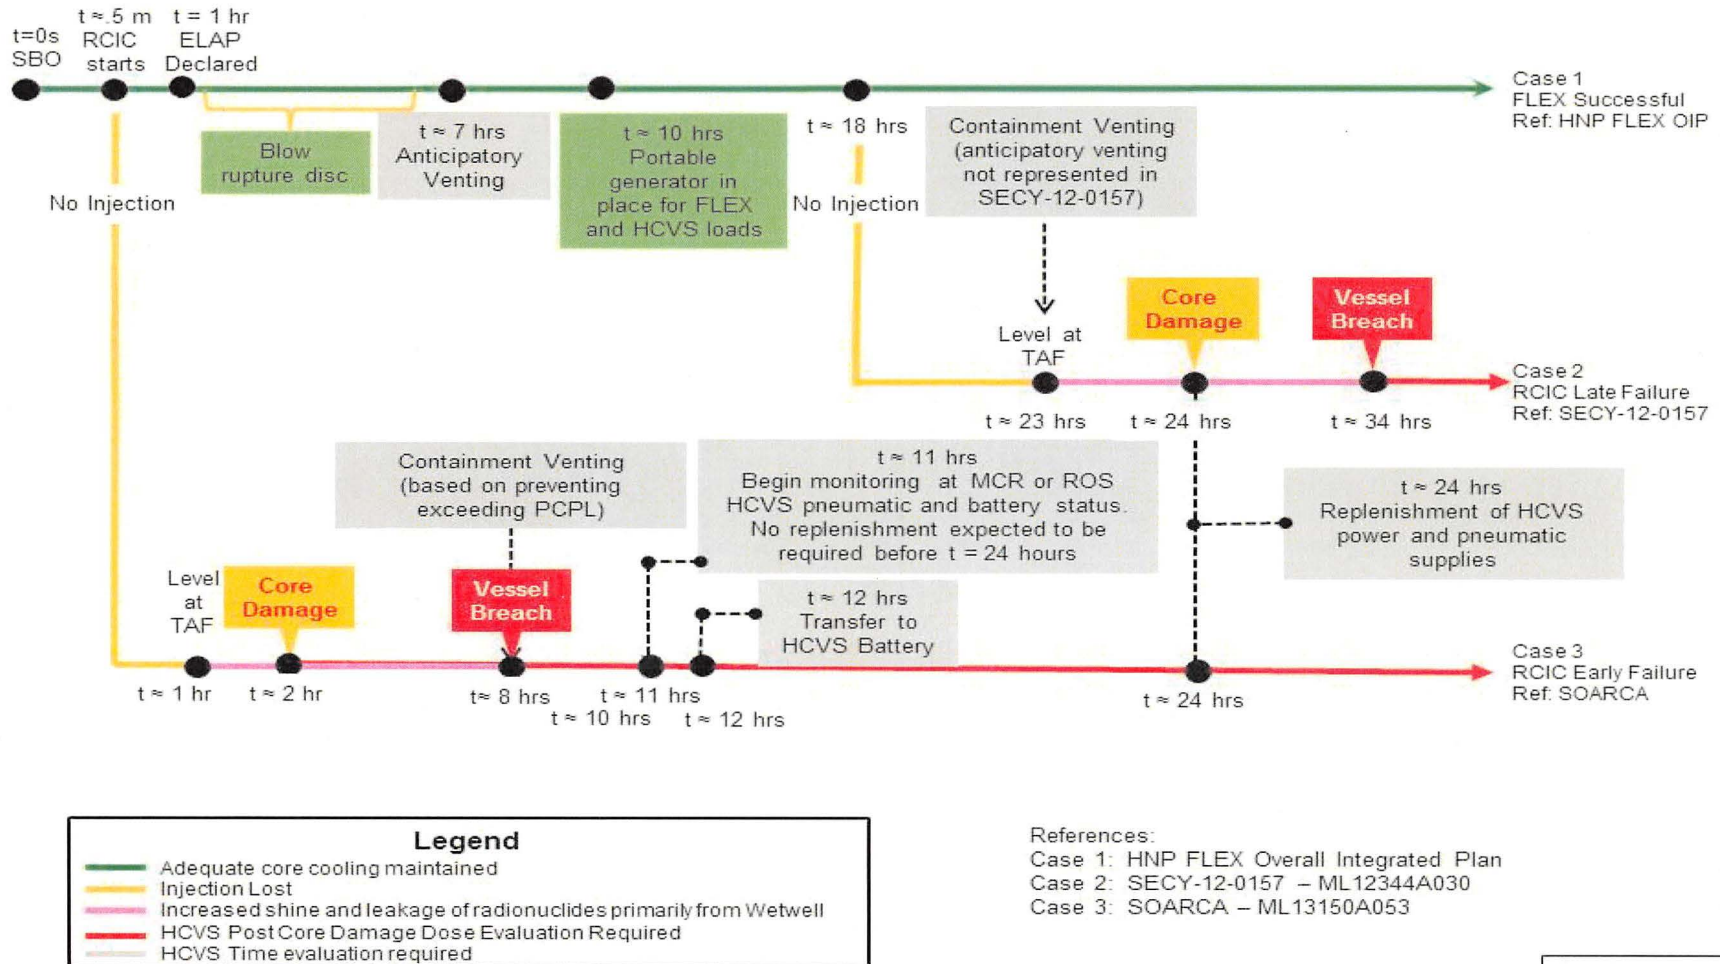 t=0s
SBO
t ≈.5 m
RCIC
starts
t = 1 hr
ELAP
Declared
Case 1
FLEX Successful
Ref: HNP FLEX OIP
Blow
rupture disc
t ≈ 7 hrs
Anticipatory
Venting
t ≈ 10 hrs
Portable
generator in
place for FLEX
and HCVS loads
t ≈ 18 hrs
Containment Venting
(anticipatory venting
not represented in
SECY-12-0157)
No Injection
No Injection
Level at
TAF
Core
Damage
Vessel
Breach
Case 2
RCIC Late Failure
Ref: SECY-12-0157
t ≈ 23 hrs
t ≈ 24 hrs
t ≈ 34 hrs
Containment Venting
(based on preventing
exceeding PCPL)
t ≈ 11 hrs
Begin monitoring at MCR or ROS
HCVS pneumatic and battery status.
No replenishment expected to be
required before t = 24 hours
t ≈ 24 hrs
Replenishment of HCVS
power and pneumatic
supplies
Level
at
TAF
Core
Damage
Vessel
Breach
t ≈ 12 hrs
Transfer to
HCVS Battery
Case 3
RCIC Early Failure
Ref: SOARCA
t ≈ 1 hr
t ≈ 2 hr
t≈ 8 hrs
t ≈ 10 hrs
t ≈ 11 hrs
t ≈ 12 hrs
t ≈ 24 hrs
Legend
Adequate core cooling maintained
Injection Lost
Increased shine and leakage of radionuclides primarily from Wetwell
HCVS Post Core Damage Dose Evaluation Required
HCVS Time evaluation required
References:
Case 1: HNP FLEX Overall Integrated Plan
Case 2: SECY-12-0157 – ML12344A030
Case 3: SOARCA – ML13150A053